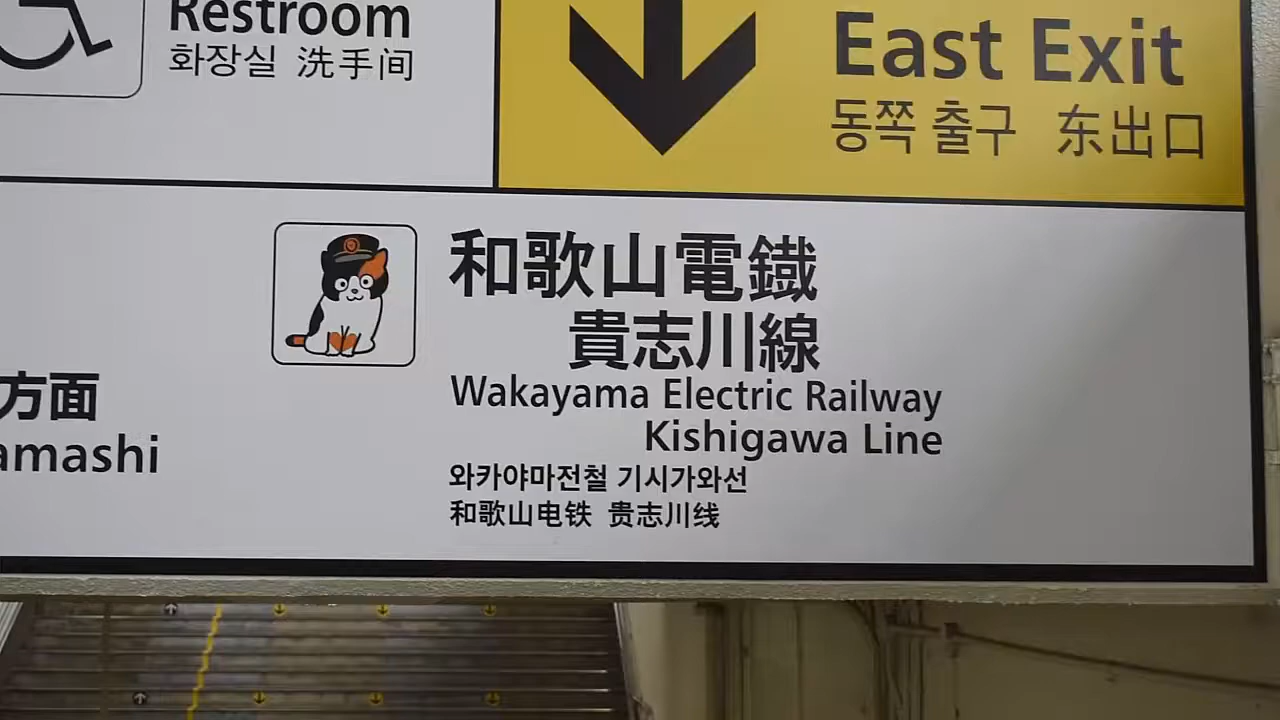 Restroom
화장실 洗手间
East Exit
동쪽 출구 东出口
方面
amashi
和歌山電鐵
貴志川線
Wakayama Electric Railway
Kishigawa Line
와카야마전철 기시가와선
和歌山电铁 贵志川线